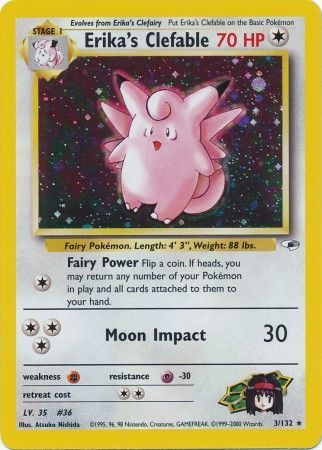 Evolves from Erika's Clefairy Put Erika's Clefable on the Basic Pokémon
STAGE 1
Erika's Clefable 70 HP
Fairy Pokémon. Length: 4' 3", Weight: 88 lbs.
Fairy Power Flip a coin. If heads, you
may return any number of your Pokémon
in play and all cards attached to them to
your hand.
Moon Impact 30
weakness resistance -30
retreat cost
LV. 35 #36
Illus. Atsuko Nishida ©1995, 96, 98 Nintendo, Creatures, GAMEFREAK. ©1999-2000 Wizards. 3/132